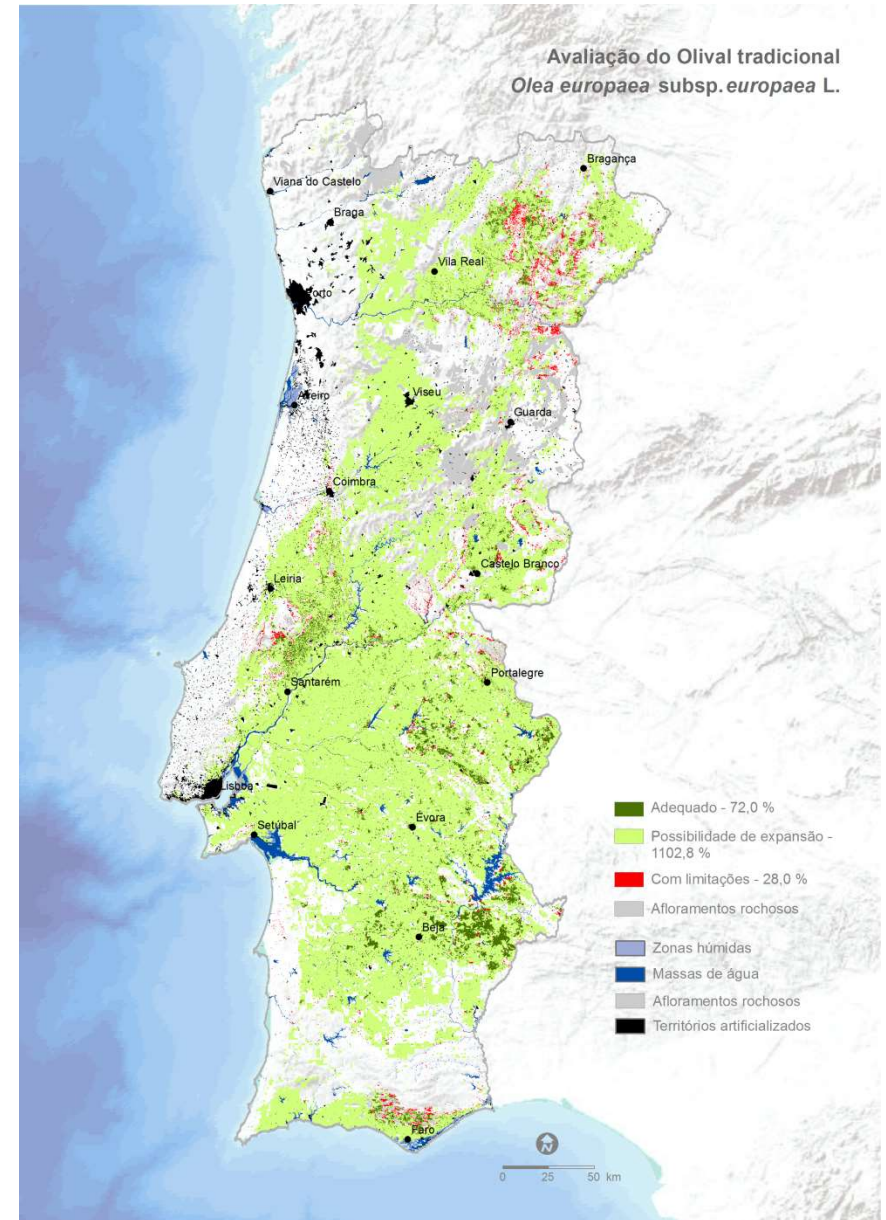 Avaliação do Olival tradicional
Olea europaea subsp. europaea L.
Bragança
Viana do Castelo
Braga
Vila Real
Porto
Viseu
Aveiro
Guarda
Coimbra
Castelo Branco
Leiria
Portalegre
Santarém
Lisboa
Setúbal
Évora
Beja
Faro
Adequado - 72,0 %
Possibilidade de expansão -
1102,8 %
Com limitações - 28,0 %
Afloramentos rochosos
Zonas húmidas
Massas de água
Afloramentos rochosos
Territórios artificializados
N
0 25 50 km